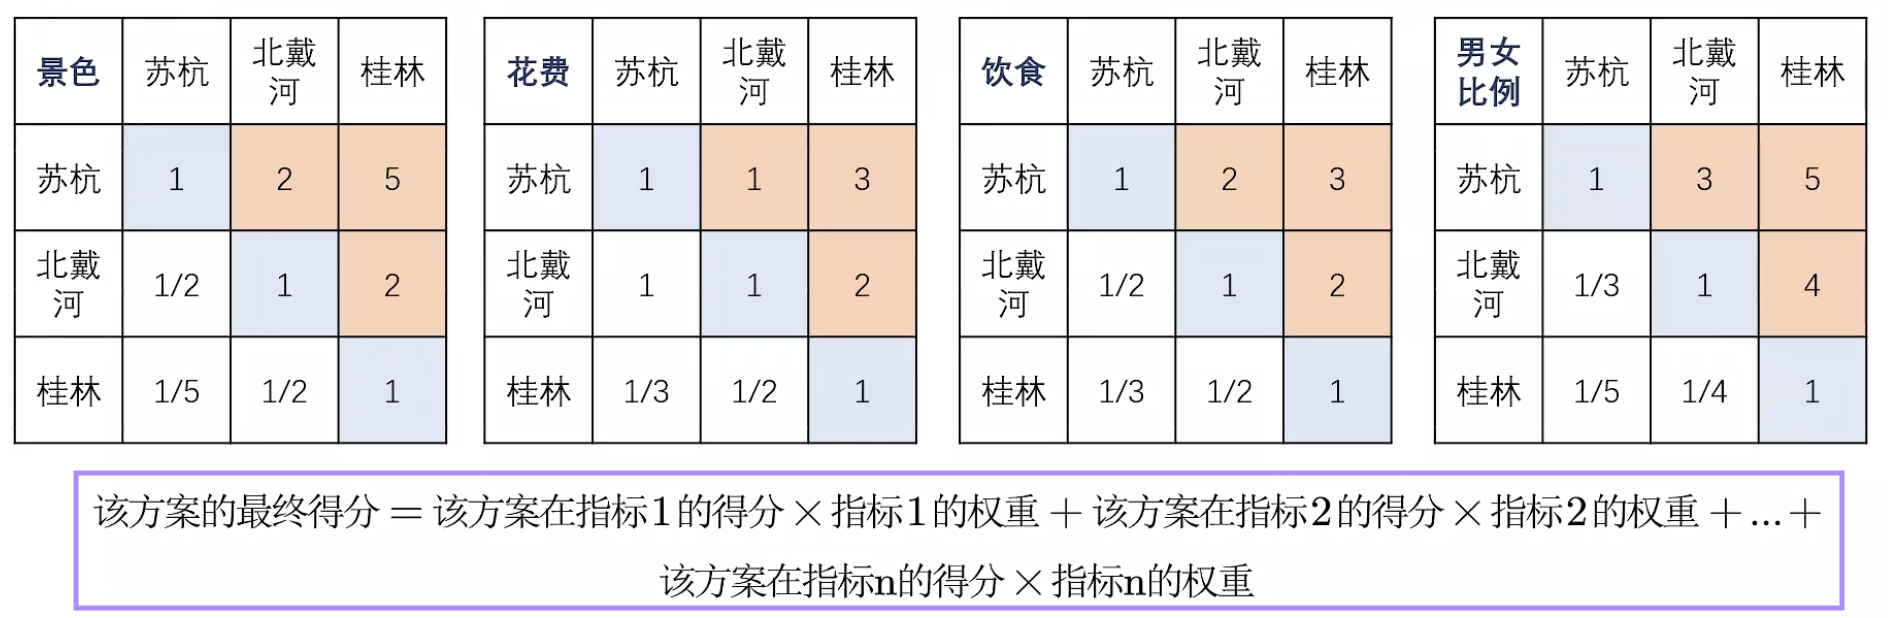 景色 苏杭 北戴河 桂林
苏杭 1 2 5
北戴河 1/2 1 2
桂林 1/5 1/2 1
花费 苏杭 北戴河 桂林
苏杭 1 1 3
北戴河 1 1 2
桂林 1/3 1/2 1
饮食 苏杭 北戴河 桂林
苏杭 1 2 3
北戴河 1/2 1 2
桂林 1/3 1/2 1
男女比例 苏杭 北戴河 桂林
苏杭 1 3 5
北戴河 1/3 1 4
桂林 1/5 1/4 1
该方案的最终得分 = 该方案在指标1的得分 × 指标1的权重 + 该方案在指标2的得分 × 指标2的权重 + ... +
该方案在指标n的得分 × 指标n的权重